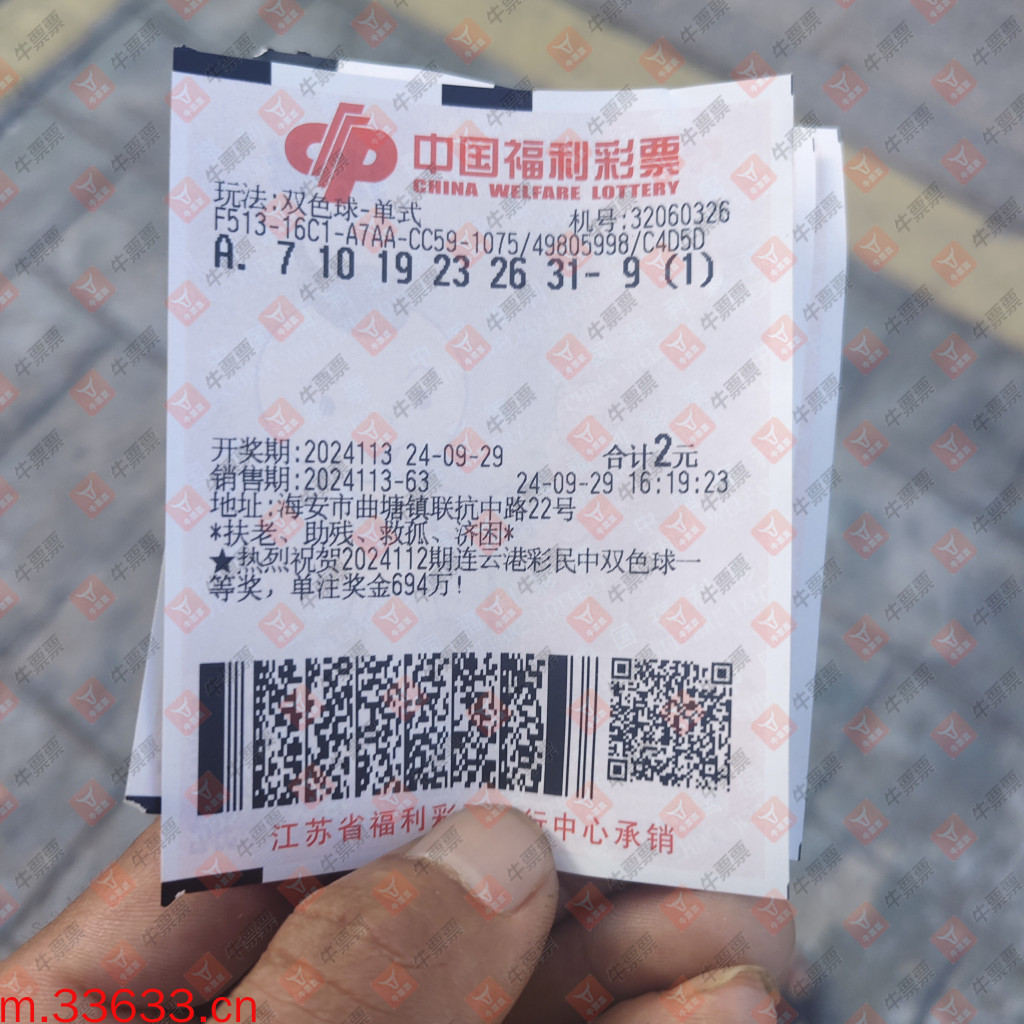 中国福利彩票
CHINA WELFARE LOTTERY
玩法:双色球-单式 机号:32060326
F513-16C1-A7AA-CC59-1075/49805998/C4D5D
A. 7 10 19 23 26 31- 9 (1)
开奖期:2024113 24-09-29 合计2元
销售期:2024113-63 24-09-29 16:19:23
地址:海安市曲塘镇联抗中路22号
*扶老、助残、救孤、济困*
★热烈祝贺2024112期连云港彩民中双色球一
等奖，单注奖金694万!
江苏省福利彩 行中心承销
m.33633.cn
牛票票